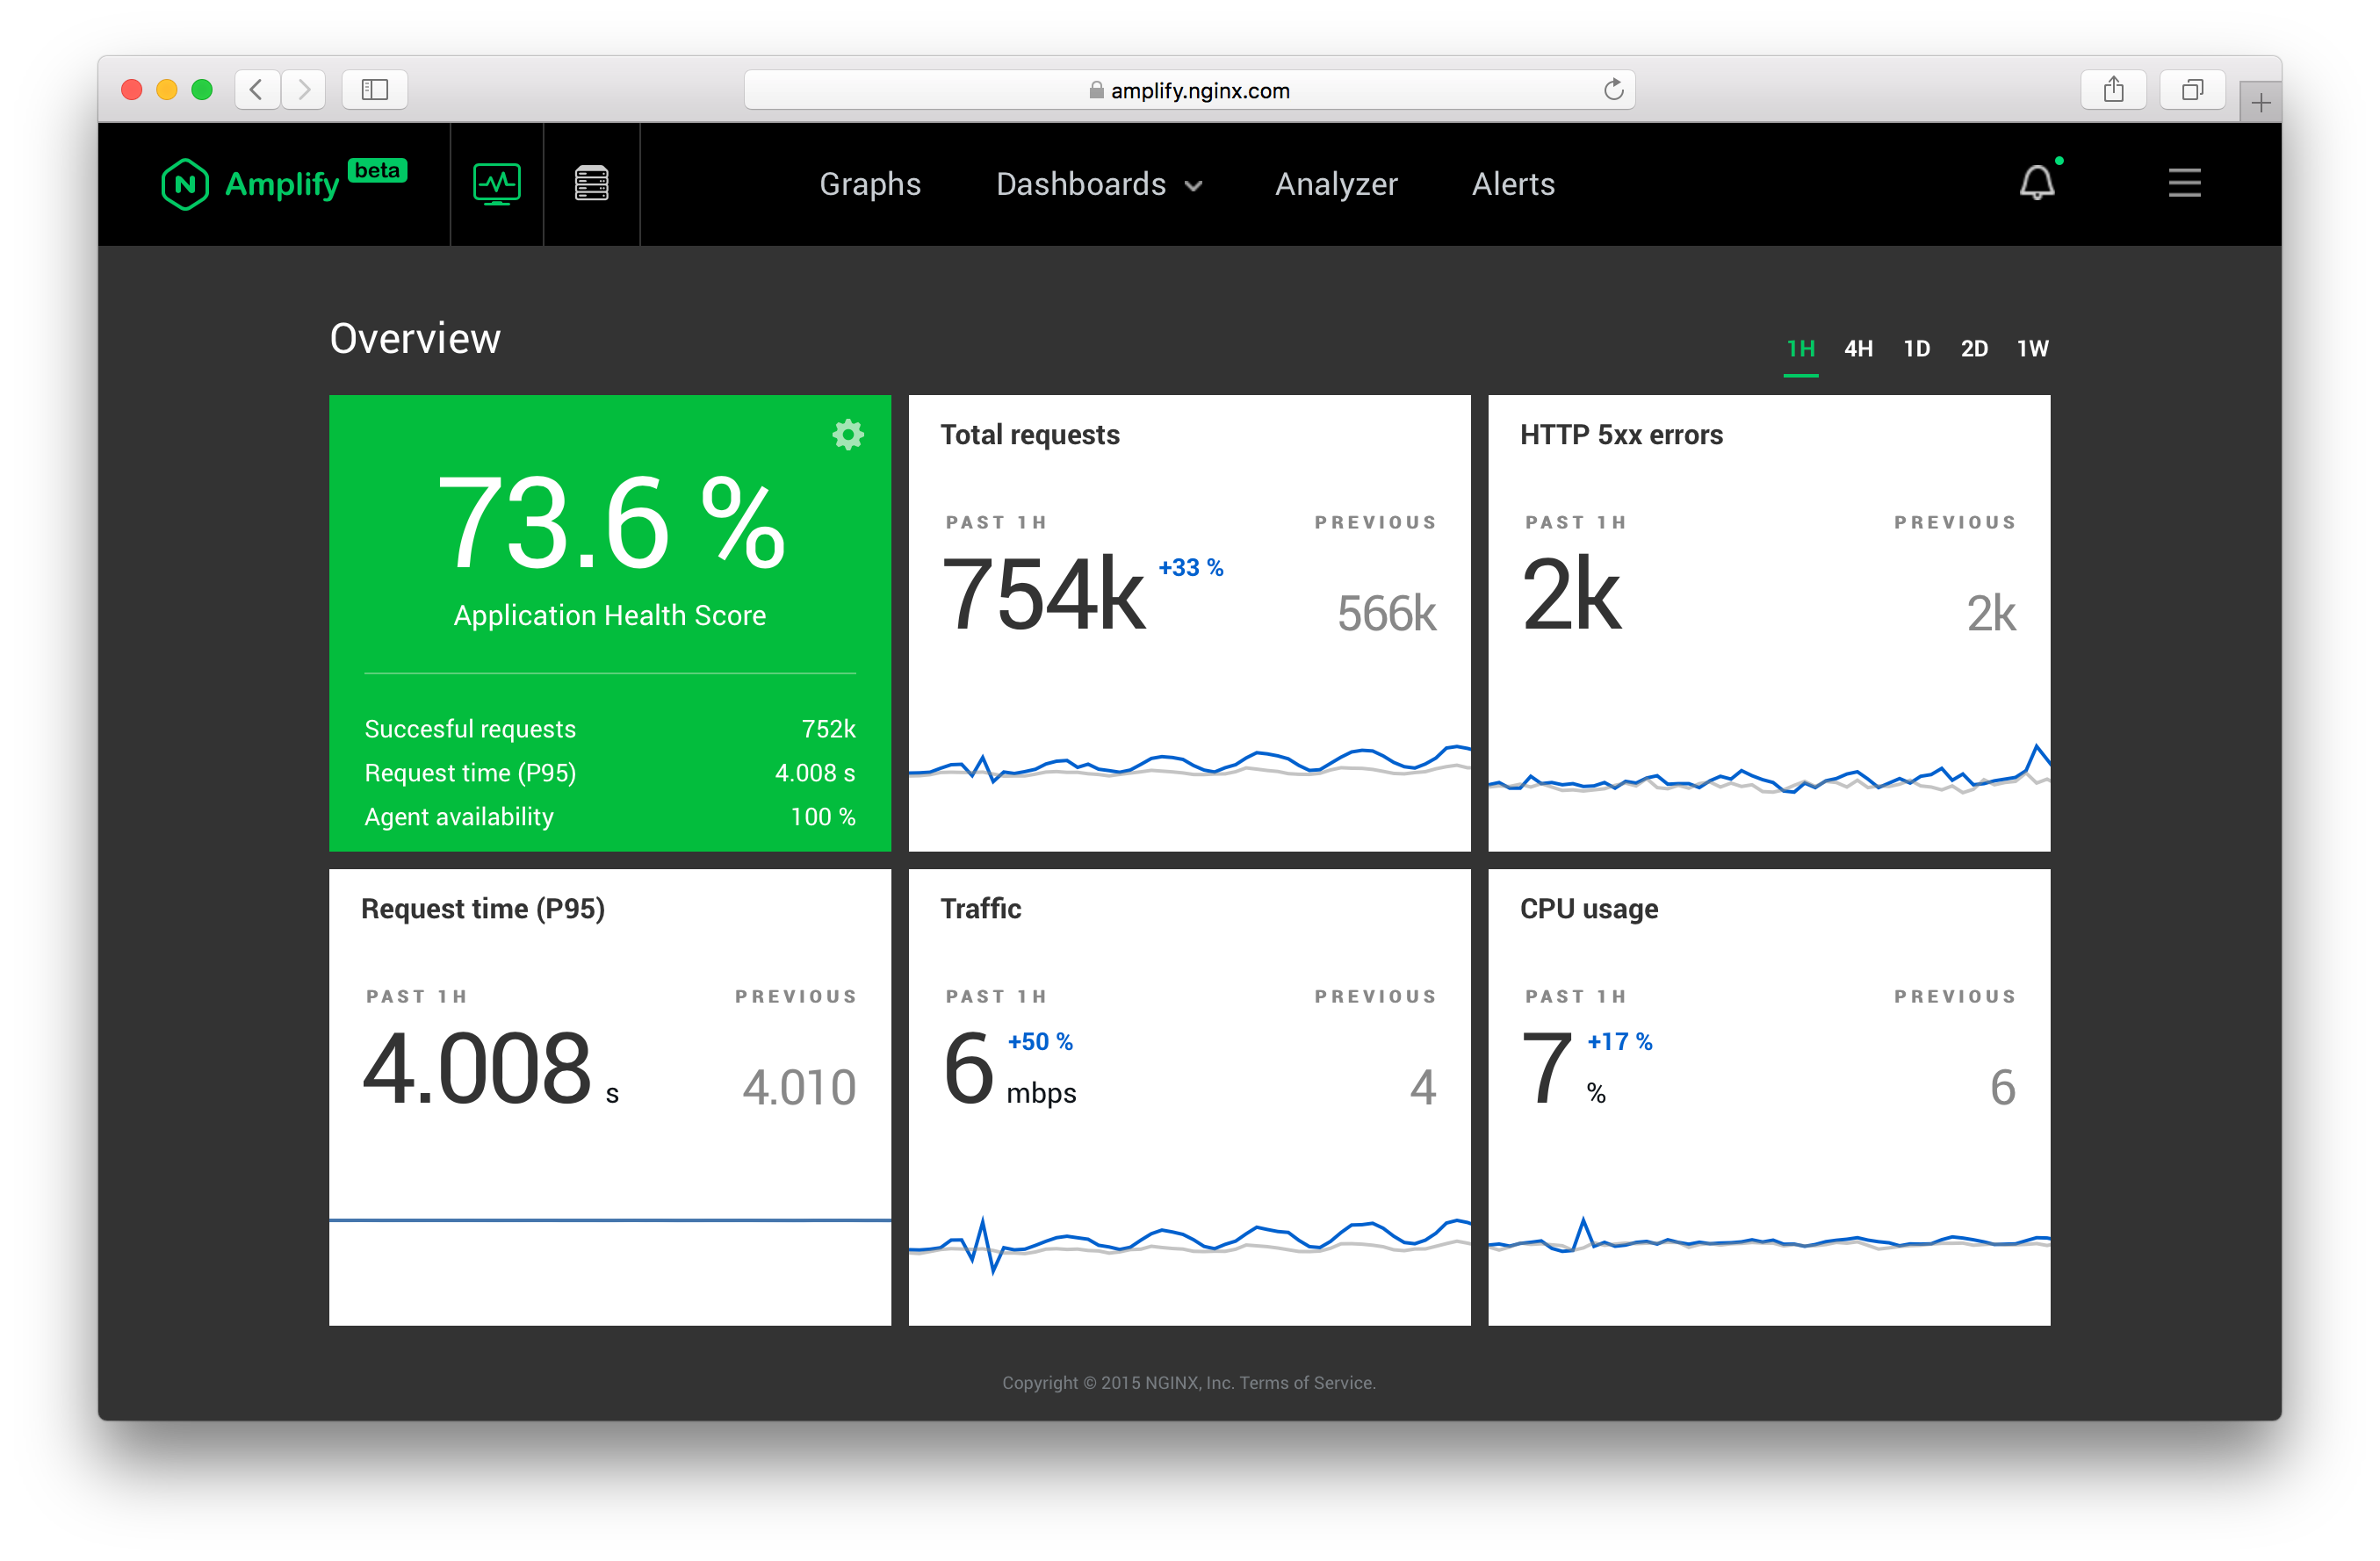 amplify.nginx.com
Amplify beta
Graphs Dashboards Analyzer Alerts
Overview
1H 4H 1D 2D 1W
73.6 %
Application Health Score
Succesful requests 752k
Request time (P95) 4.008 s
Agent availability 100 %
Total requests
PAST 1H PREVIOUS
754k +33 % 566k
HTTP 5xx errors
PAST 1H PREVIOUS
2k 2k
Request time (P95)
PAST 1H PREVIOUS
4.008 s 4.010
Traffic
PAST 1H PREVIOUS
6 +50 % mbps 4
CPU usage
PAST 1H PREVIOUS
7 +17 % % 6
Copyright © 2015 NGINX, Inc. Terms of Service.